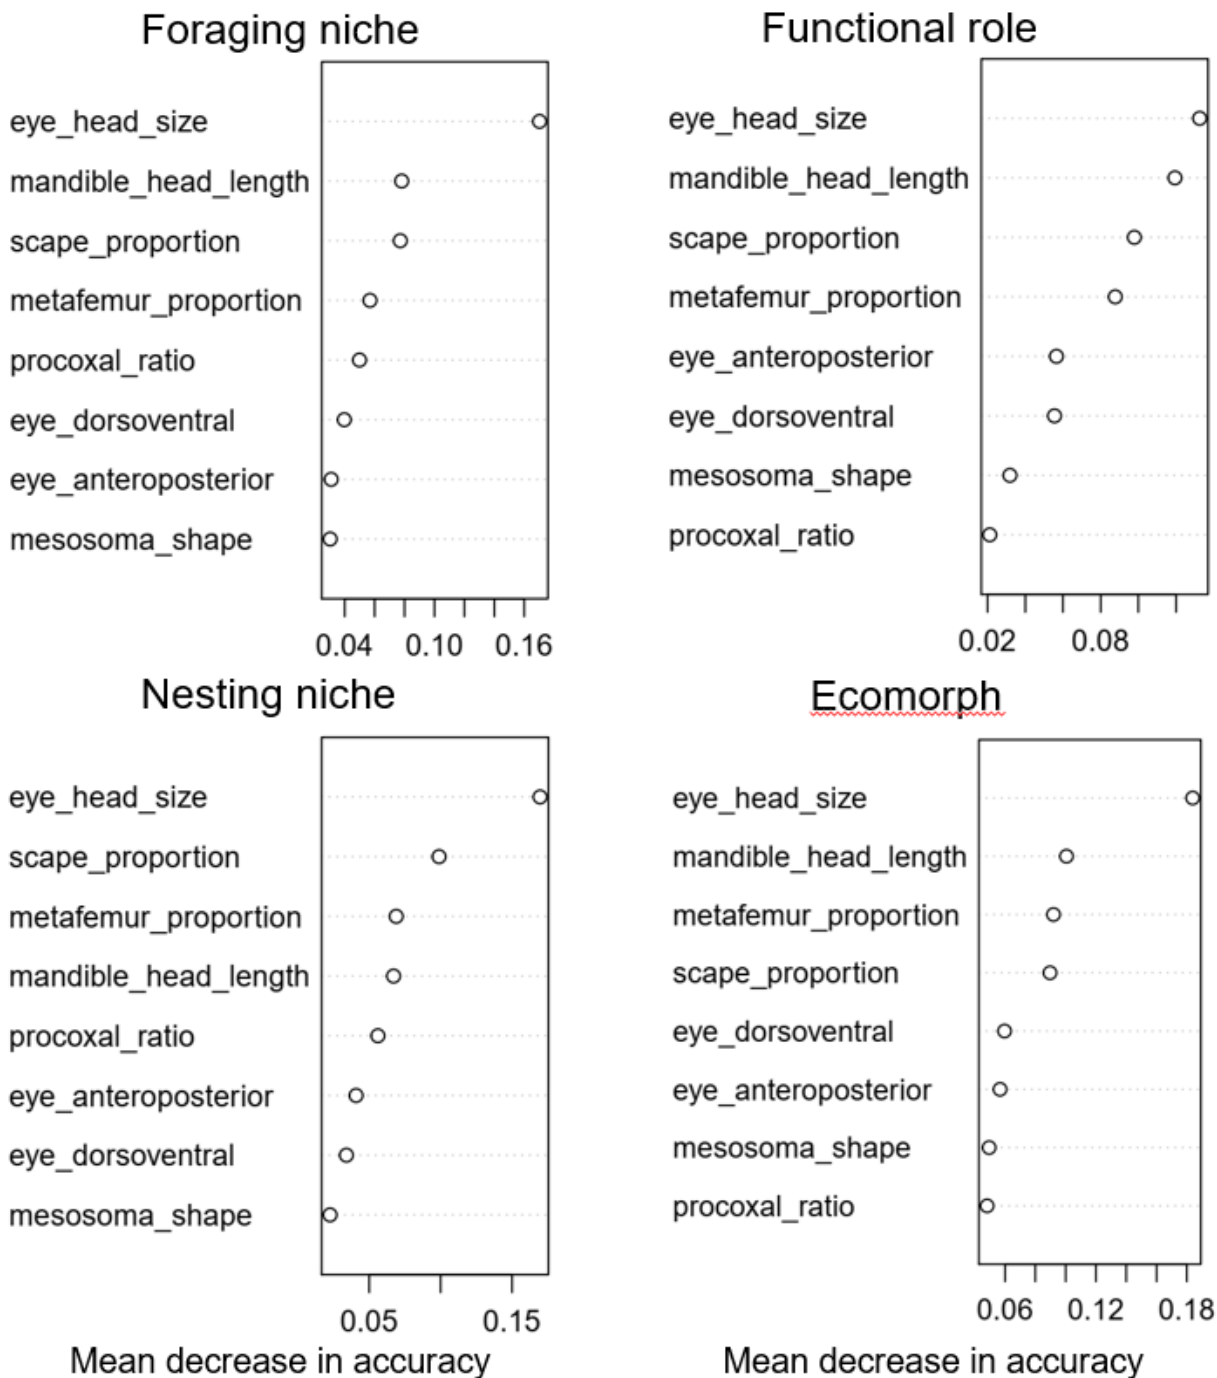 Foraging niche
eye_head_size
mandible_head_length
scape_proportion
metafemur_proportion
procoxal_ratio
eye_dorsoventral
eye_anteroposterior
mesosoma_shape
0.04 0.10 0.16
Functional role
eye_head_size
mandible_head_length
scape_proportion
metafemur_proportion
eye_anteroposterior
eye_dorsoventral
mesosoma_shape
procoxal_ratio
0.02 0.08
Nesting niche
eye_head_size
scape_proportion
metafemur_proportion
mandible_head_length
procoxal_ratio
eye_anteroposterior
eye_dorsoventral
mesosoma_shape
0.05 0.15
Mean decrease in accuracy
Ecomorph
eye_head_size
mandible_head_length
metafemur_proportion
scape_proportion
eye_dorsoventral
eye_anteroposterior
mesosoma_shape
procoxal_ratio
0.06 0.12 0.18
Mean decrease in accuracy